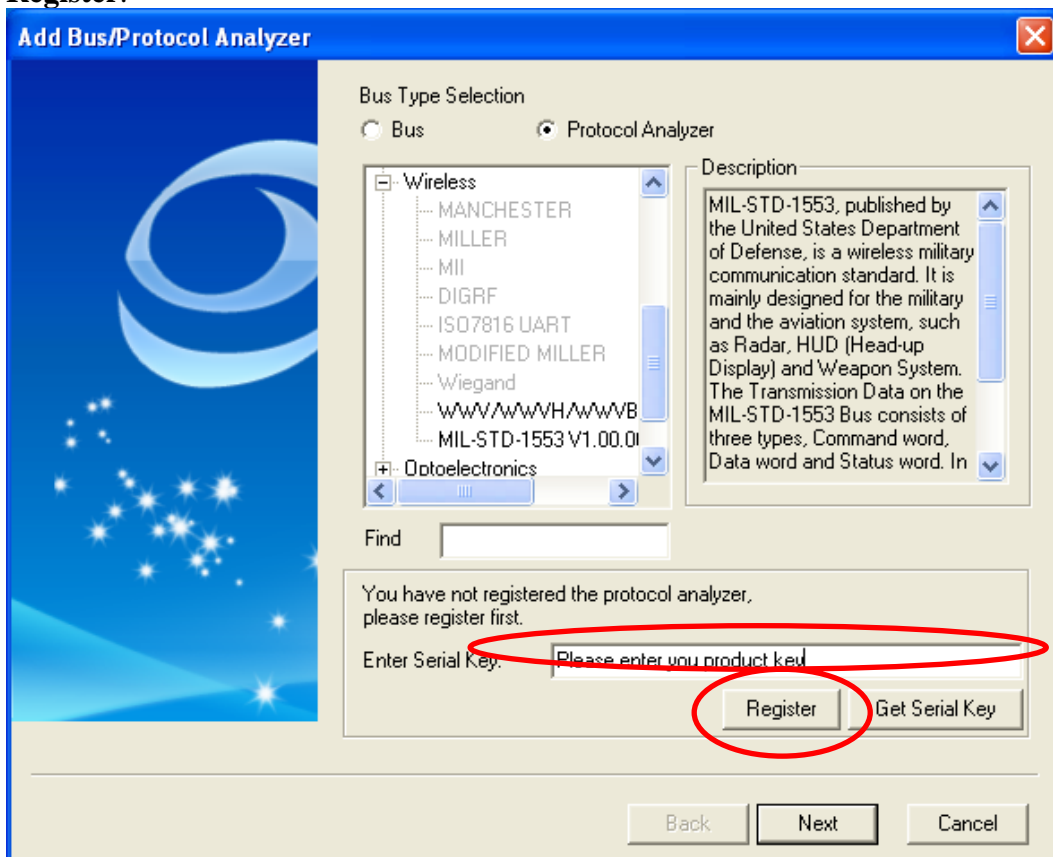 Register.
Add Bus/Protocol Analyzer
Bus Type Selection
Bus
Protocol Analyzer
Wireless
MANCHESTER
MILLER
MII
DIGRF
ISO7816 UART
MODIFIED MILLER
Wiegand
WWV/WWVH/WWVB
MIL-STD-1553 V1.00.0
Optoelectronics
Description
MIL-STD-1553, published by
the United States Department
of Defense, is a wireless military
communication standard. It is
mainly designed for the military
and the aviation system, such
as Radar, HUD (Head-up
Display) and Weapon System.
The Transmission Data on the
MIL-STD-1553 Bus consists of
three types, Command word,
Data word and Status word. In
Find
You have not registered the protocol analyzer,
please register first.
Enter Serial Key:
Please enter you product key
Register
Get Serial Key
Back
Next
Cancel